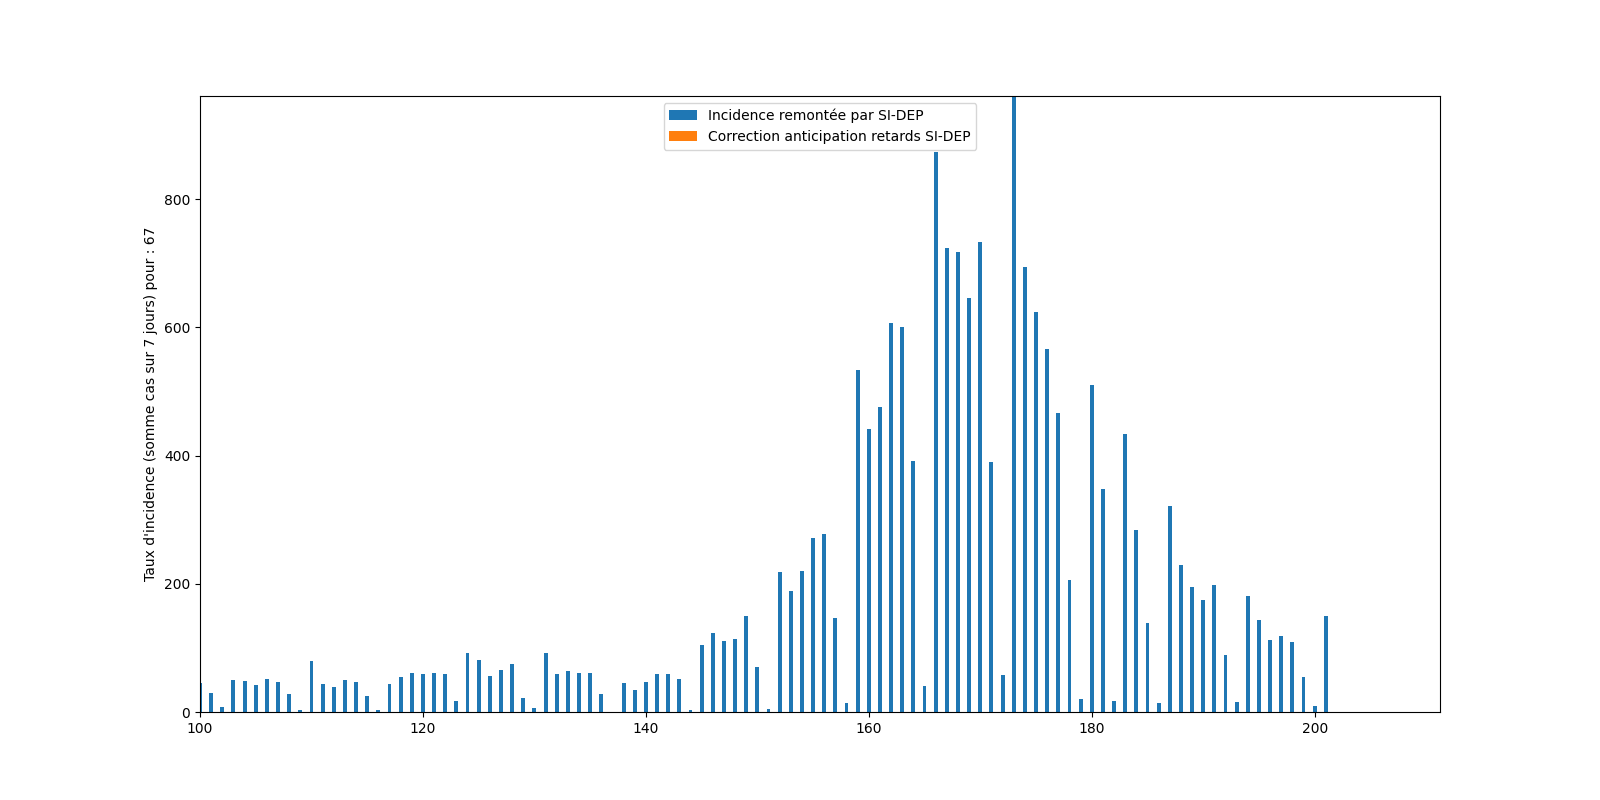 Incidence remontée par SI-DEP
Correction anticipation retards SI-DEP
Taux d'incidence (somme cas sur 7 jours) pour : 67
800
600
400
200
0
100 120 140 160 180 200